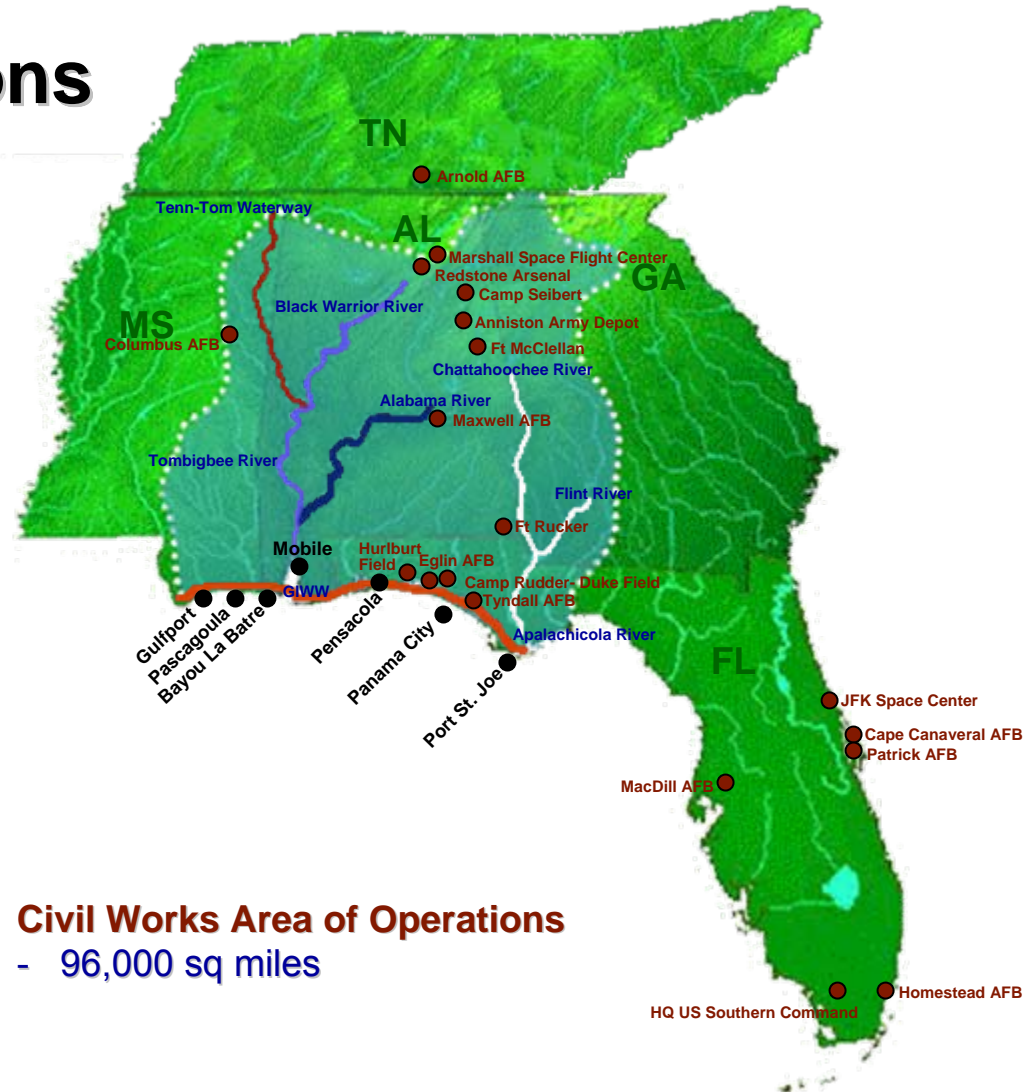 ons
TN
Arnold AFB
Tenn-Tom Waterway
AL
Marshall Space Flight Center
Redstone Arsenal
GA
Camp Seibert
Black Warrior River
MS
Anniston Army Depot
Columbus AFB
Ft McClellan
Chattahoochee River
Alabama River
Maxwell AFB
Tombigbee River
Flint River
Ft Rucker
Mobile
Hurlburt
Field
Eglin AFB
Camp Rudder- Duke Field
GIWW
Tyndall AFB
Gulfport
Pascagoula
Bayou La Batre
Pensacola
Panama City
Apalachicola River
Port St. Joe
FL
JFK Space Center
Cape Canaveral AFB
Patrick AFB
MacDill AFB
Civil Works Area of Operations
- 96,000 sq miles
Homestead AFB
HQ US Southern Command